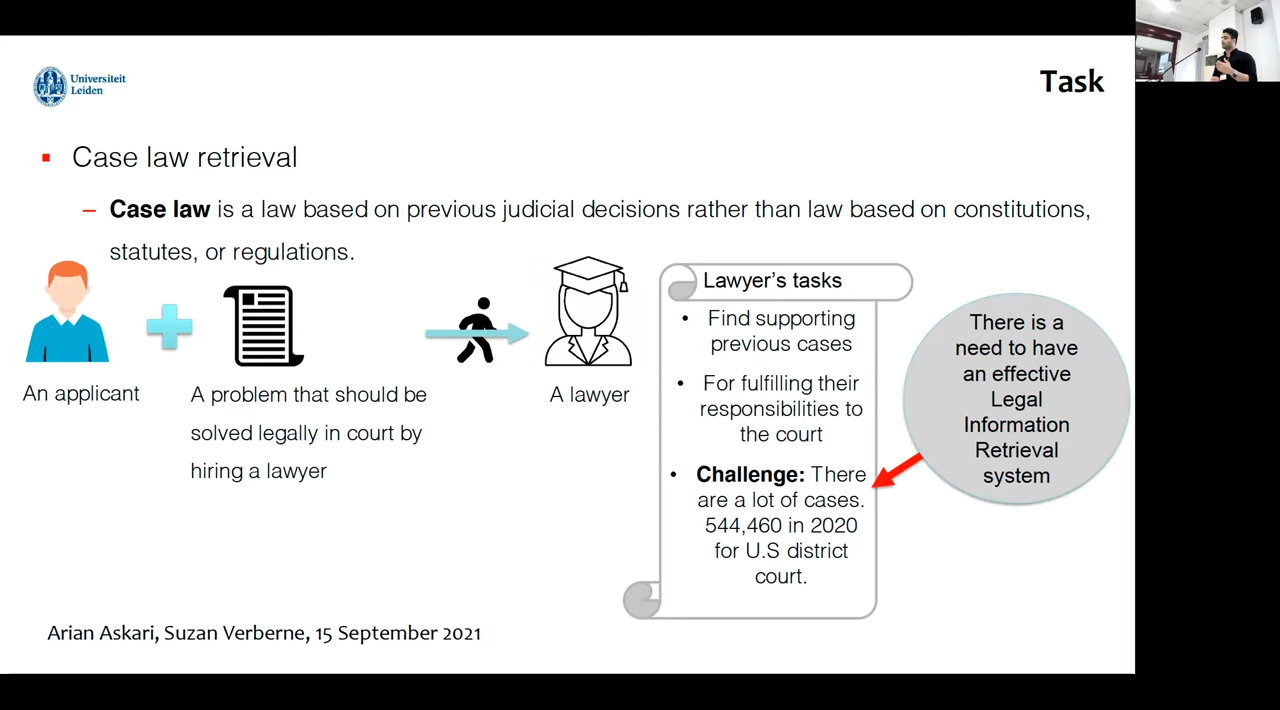 Universiteit
Leiden
Task
Case law retrieval
– Case law is a law based on previous judicial decisions rather than law based on constitutions,
statutes, or regulations.
An applicant
A problem that should be
solved legally in court by
hiring a lawyer
A lawyer
Lawyer's tasks
• Find supporting
previous cases
• For fulfilling their
responsibilities to
the court
• Challenge: There
are a lot of cases.
544,460 in 2020
for U.S district
court.
There is a
need to have
an effective
Legal
Information
Retrieval
system
Arian Askari, Suzan Verberne, 15 September 2021